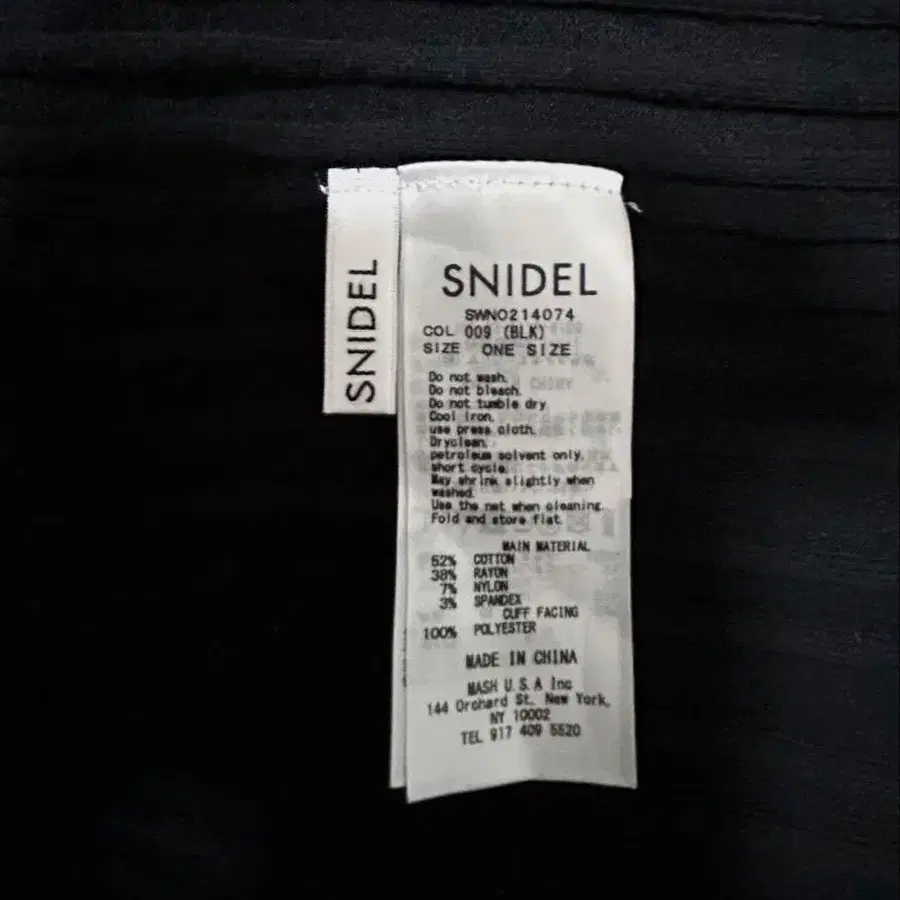 SNIDEL
SNIDEL
SWNO214074
COL 009 (BLK)
SIZE ONE SIZE
Do not wash.
Do not bleach.
Do not tumble dry
Cool iron.
use press cloth.
Dryclean.
petroleum solvent only.
short cycle.
May shrink slightly when
washed.
Use the net when cleaning.
Fold and store flat.
MAIN MATERIAL
52% COTTON
38% RAYON
7% NYLON
3% SPANDEX
CUFF FACING
100% POLYESTER
MADE IN CHINA
MASH U.S.A Inc
144 Orchard St. New York,
NY 10002
TEL 917 409 5520